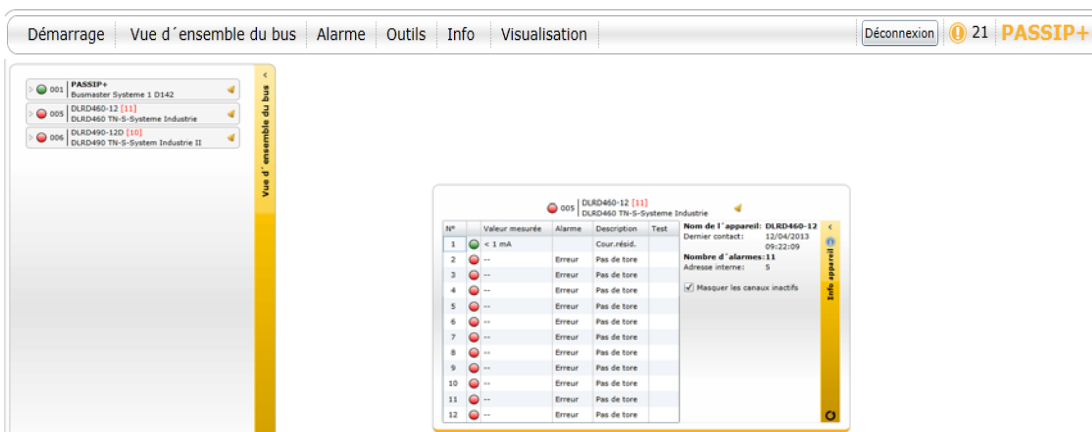 Démarrage Vue d´ensemble du bus Alarme Outils Info Visualisation Déconnexion 21 PASSIP+
001 PASSIP+
Busmaster Systeme 1 D142
005 DLRD460-12 [11]
DLRD460 TN-S-Systeme Industrie
006 DLRD490-12D [10]
DLRD490 TN-S-System Industrie II
Vue d´ensemble du bus
005 DLRD460-12 [11]
DLRD460 TN-S-Systeme Industrie
N° Valeur mesurée Alarme Description Test
1 < 1 mA Cour.résid.
2 -- Erreur Pas de tore
3 -- Erreur Pas de tore
4 -- Erreur Pas de tore
5 -- Erreur Pas de tore
6 -- Erreur Pas de tore
7 -- Erreur Pas de tore
8 -- Erreur Pas de tore
9 -- Erreur Pas de tore
10 -- Erreur Pas de tore
11 -- Erreur Pas de tore
12 -- Erreur Pas de tore
Nom de l´appareil: DLRD460-12
Dernier contact: 12/04/2013
09:22:09
Nombre d´alarmes:11
Adresse interne: 5
Masquer les canaux inactifs
Info appareil